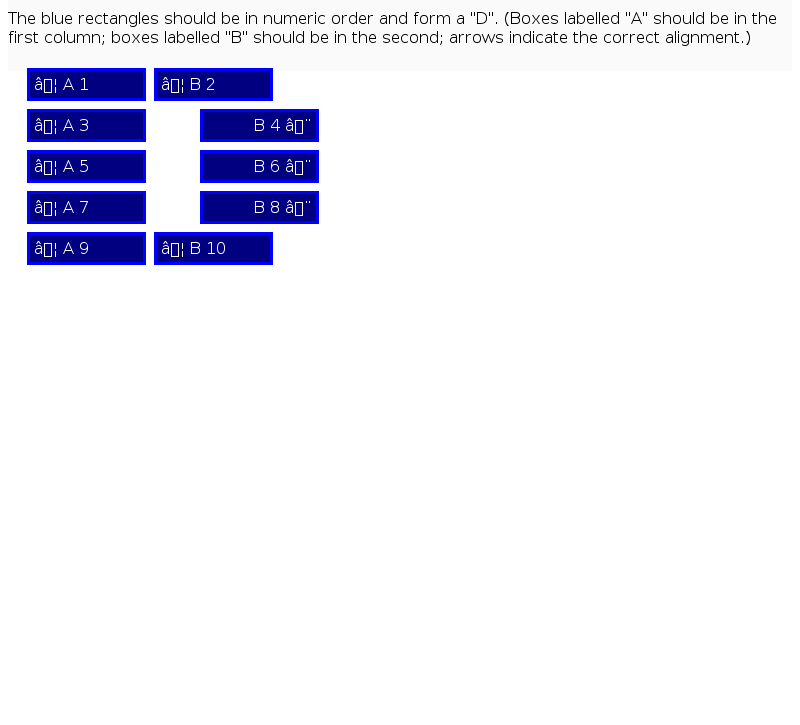 The blue rectangles should be in numeric order and form a "D". (Boxes labelled "A" should be in the
first column; boxes labelled "B" should be in the second; arrows indicate the correct alignment.)
â▯¦ A 1 â▯¦ B 2
â▯¦ A 3 B 4 â▯¨
â▯¦ A 5 B 6 â▯¨
â▯¦ A 7 B 8 â▯¨
â▯¦ A 9 â▯¦ B 10